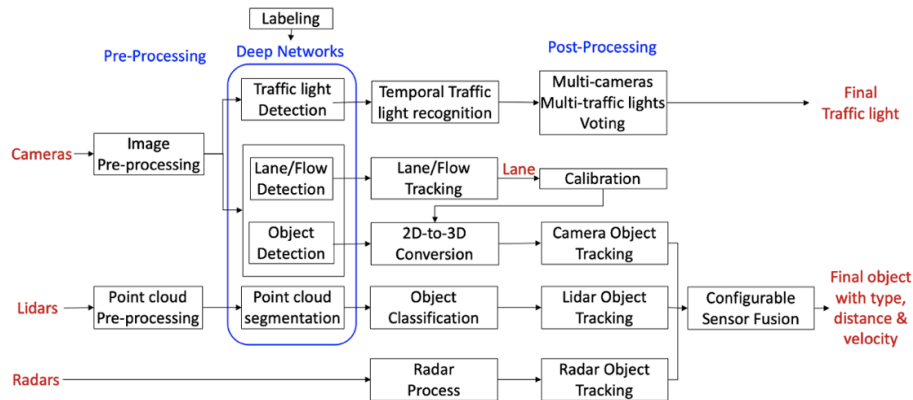 Labeling
Pre-Processing
Deep Networks
Post-Processing
Traffic light
Detection
Temporal Traffic
light recognition
Multi-cameras
Multi-traffic lights
Voting
Final
Traffic light
Cameras
Image
Pre-processing
Lane/Flow
Detection
Lane/Flow
Tracking
Lane
Calibration
Object
Detection
2D-to-3D
Conversion
Camera Object
Tracking
Lidars
Point cloud
Pre-processing
Point cloud
segmentation
Object
Classification
Lidar Object
Tracking
Configurable
Sensor Fusion
Final object
with type,
distance &
velocity
Radars
Radar
Process
Radar Object
Tracking